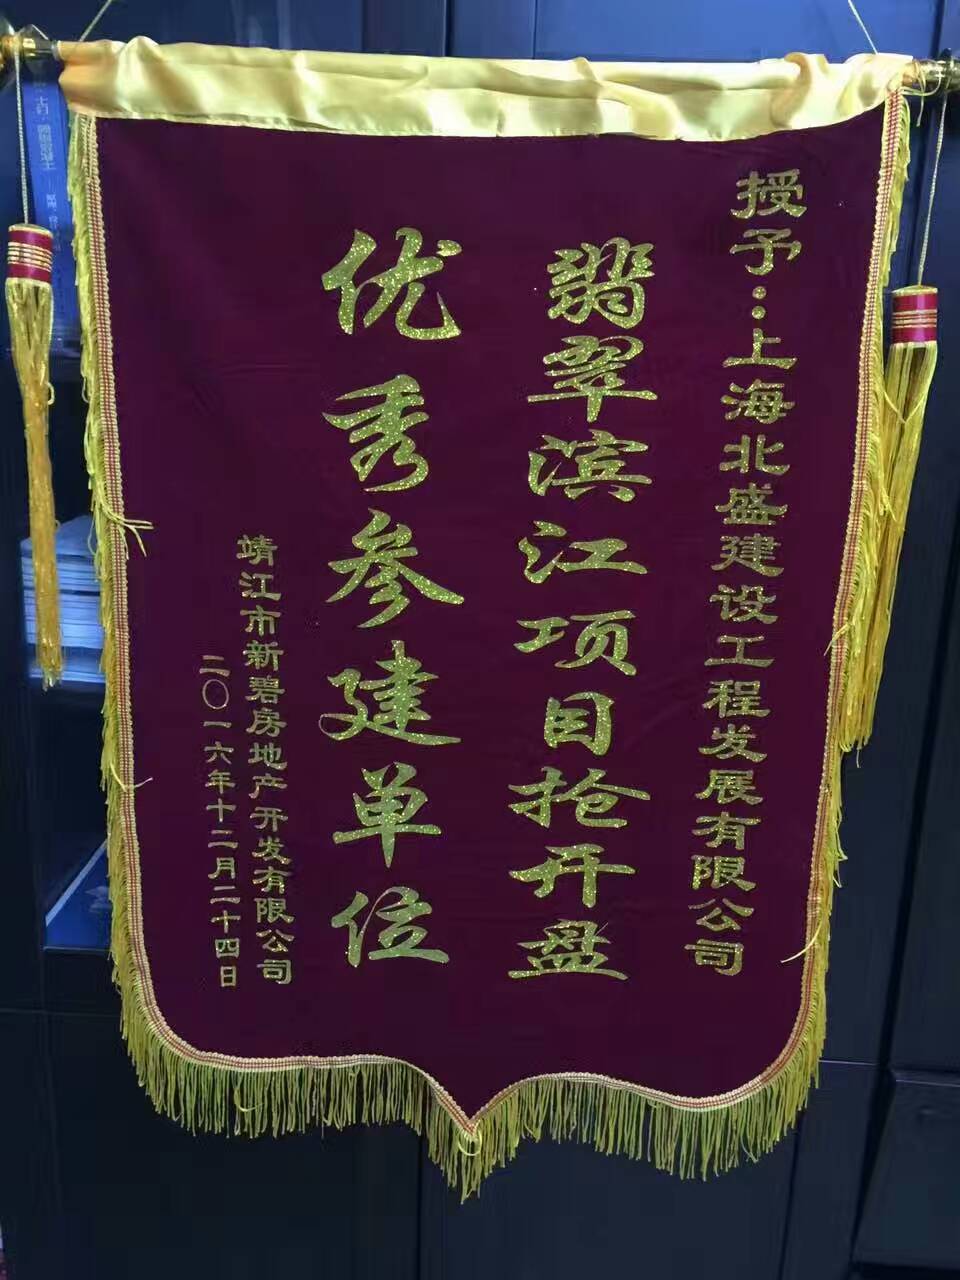 授予：上海北盛建设工程发展有限公司
翡翠滨江项目抢开盘
优秀参建单位
靖江市新碧房地产开发有限公司
二〇一六年十二月二十四日